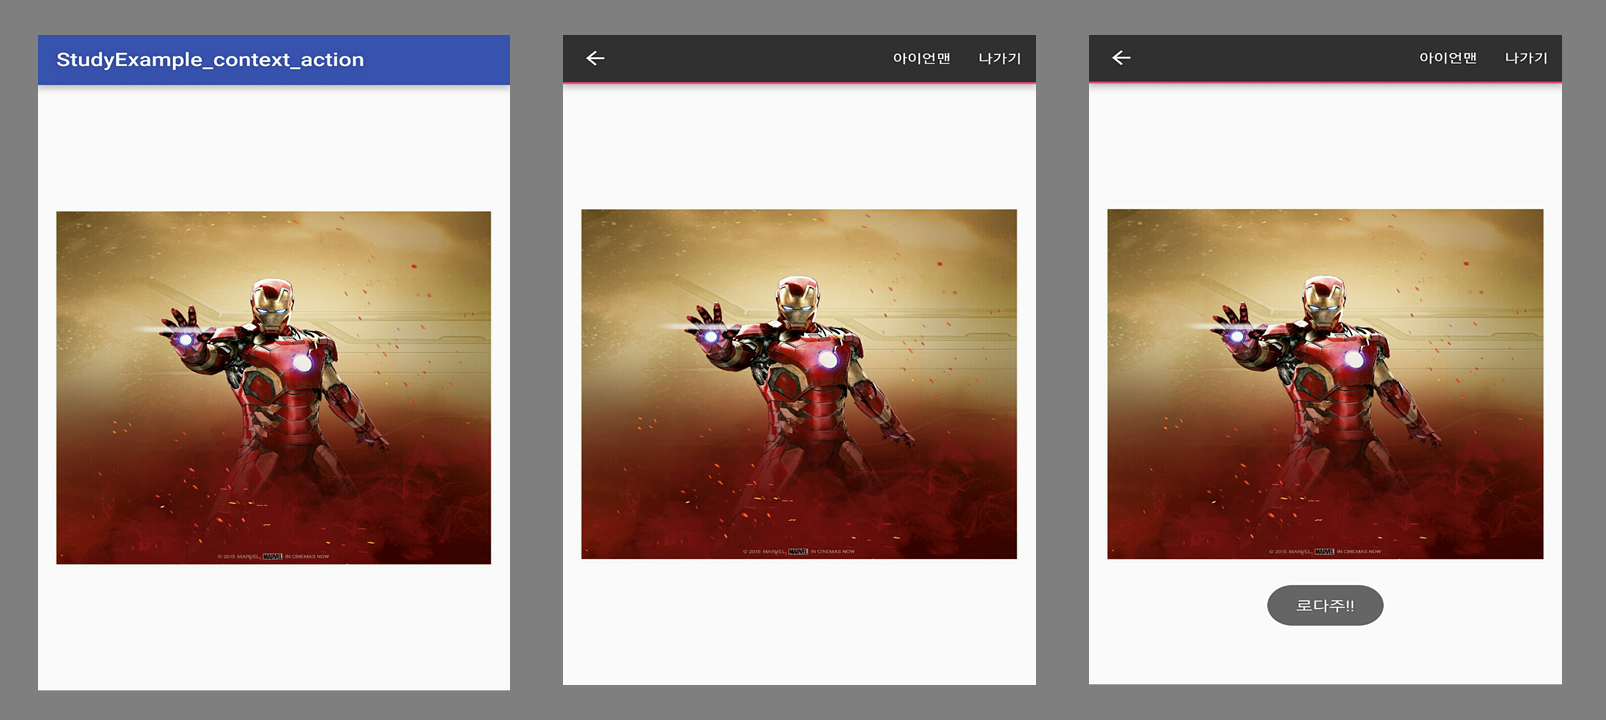 StudyExample_context_action
© 2015 MARVEL, MARVEL IN CINEMAS NOW
아이언맨 나가기
© 2015 MARVEL, MARVEL IN CINEMAS NOW
아이언맨 나가기
© 2015 MARVEL, MARVEL IN CINEMAS NOW
로다주!!